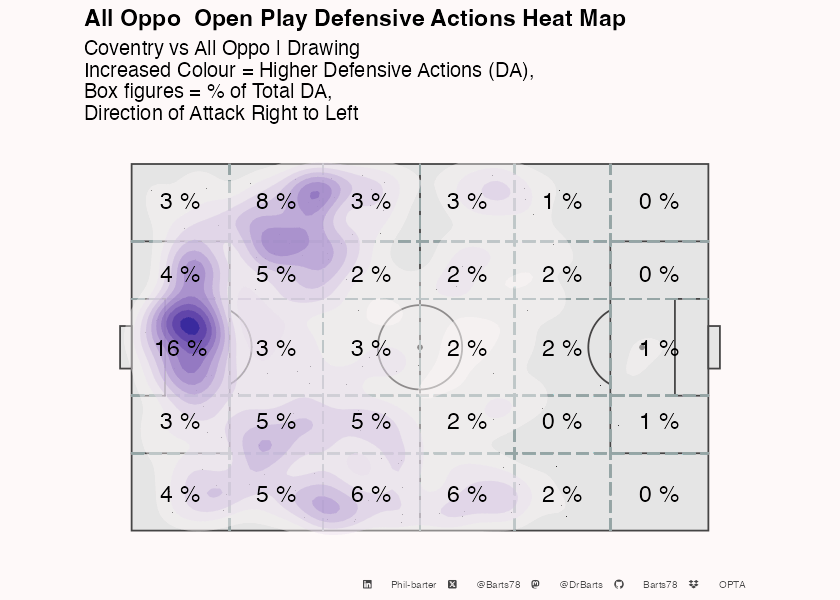 All Oppo  Open Play Defensive Actions Heat Map
Coventry vs All Oppo I Drawing
Increased Colour = Higher Defensive Actions (DA),
Box figures = % of Total DA,
Direction of Attack Right to Left
3 % 8 % 3 % 3 % 1 % 0 %
4 % 5 % 2 % 2 % 2 % 0 %
16 % 3 % 3 % 2 % 2 % 1 %
3 % 5 % 5 % 2 % 0 % 1 %
4 % 5 % 6 % 6 % 2 % 0 %
Phil-barter @Barts78 @DrBarts Barts78 OPTA